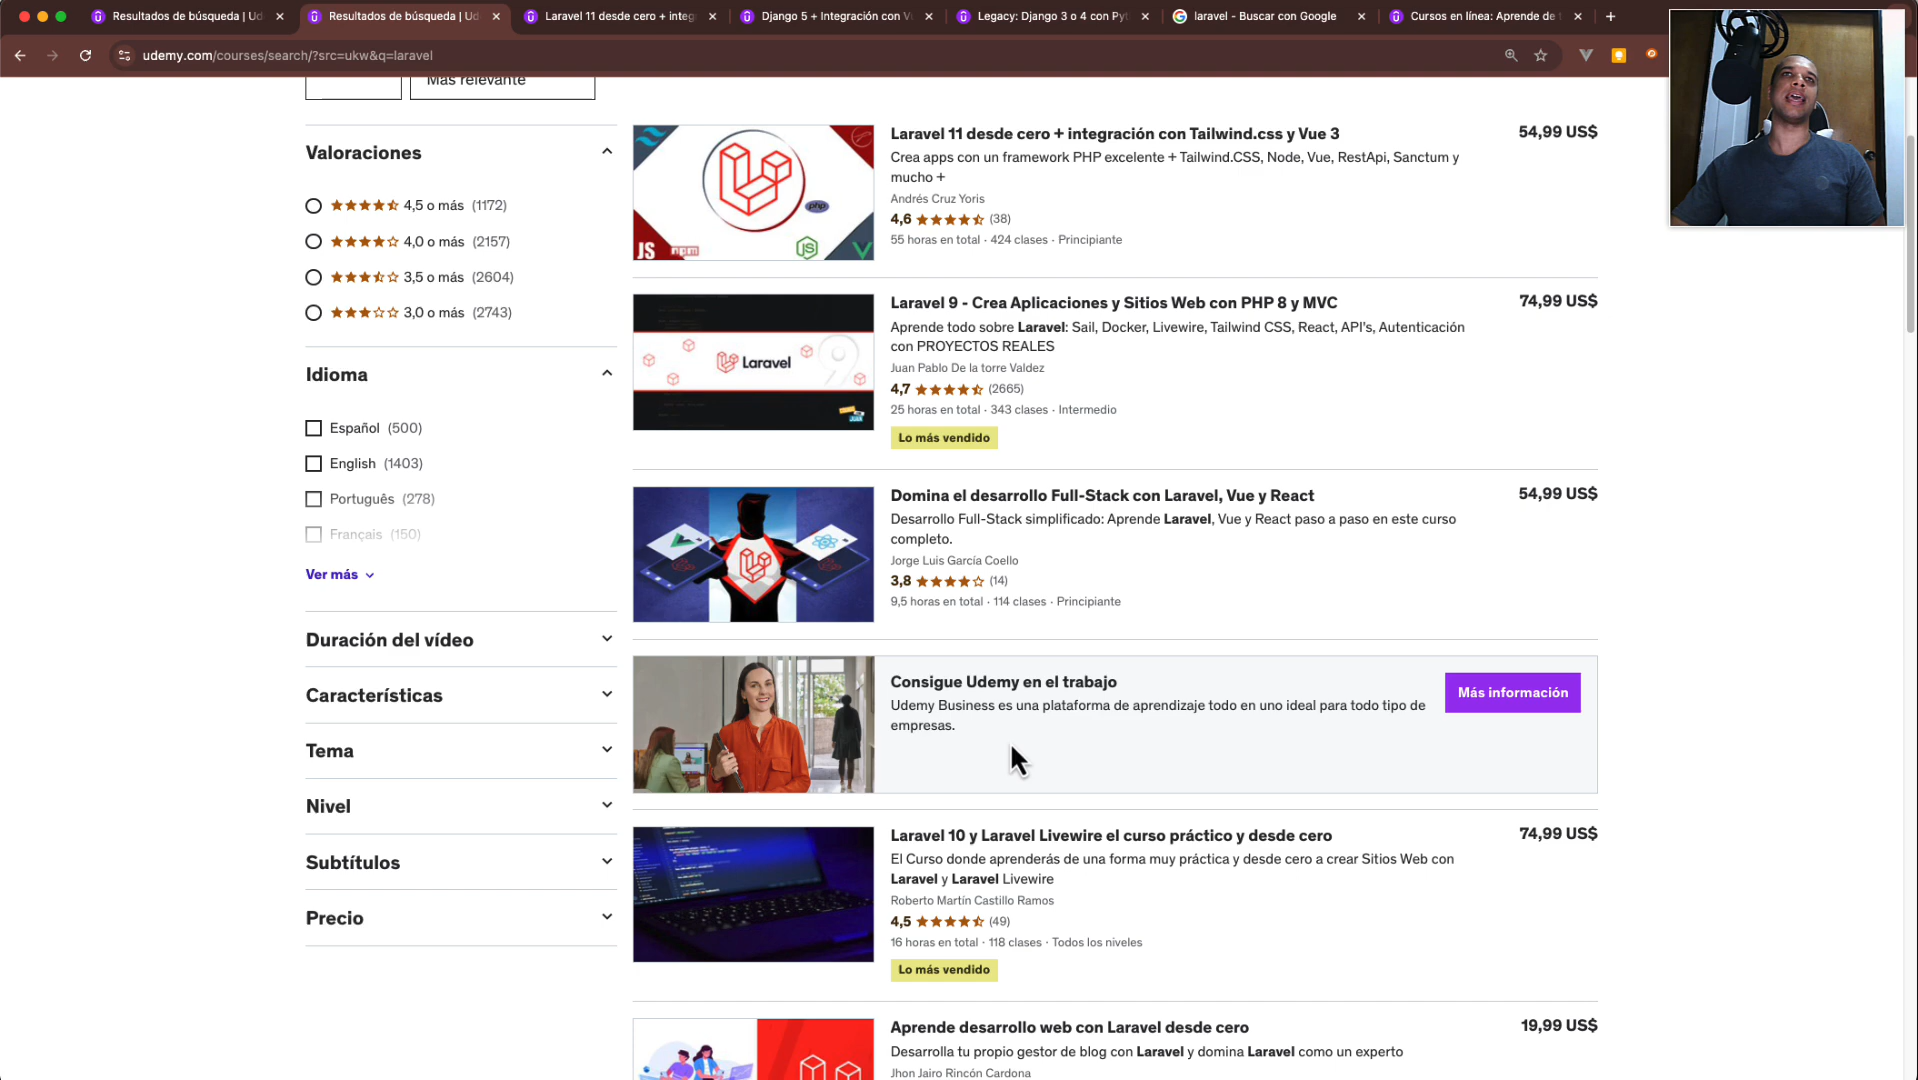 Resultados de búsqueda | Ud
Resultados de búsqueda | Ud
Laravel 11 desde cero + integ
Django 5 + Integración con Vu
Legacy: Django 3 o 4 con Pyt
laravel - Buscar con Google
Cursos en línea: Aprende de
udemy.com/courses/search/?src=ukw&q=laravel
Más relevante
Valoraciones
4,5 o más (1172)
4,0 o más (2157)
3,5 o más (2604)
3,0 o más (2743)
Idioma
Español (500)
English (1403)
Português (278)
Français (150)
Ver más
Duración del vídeo
Características
Tema
Nivel
Subtítulos
Precio
php
JS
npm
Laravel 11 desde cero + integración con Tailwind.css y Vue 3
54,99 US$
Crea apps con un framework PHP excelente + Tailwind.CSS, Node, Vue, RestApi, Sanctum y
mucho +
Andrés Cruz Yoris
4,6 (38)
55 horas en total · 424 clases · Principiante
Laravel 9
Laravel 9 - Crea Aplicaciones y Sitios Web con PHP 8 y MVC
74,99 US$
Aprende todo sobre Laravel: Sail, Docker, Livewire, Tailwind CSS, React, API's, Autenticación
con PROYECTOS REALES
Juan Pablo De la torre Valdez
4,7 (2665)
25 horas en total · 343 clases · Intermedio
Lo más vendido
Domina el desarrollo Full-Stack con Laravel, Vue y React
54,99 US$
Desarrollo Full-Stack simplificado: Aprende Laravel, Vue y React paso a paso en este curso
completo.
Jorge Luis García Coello
3,8 (14)
9,5 horas en total · 114 clases · Principiante
Consigue Udemy en el trabajo
Udemy Business es una plataforma de aprendizaje todo en uno ideal para todo tipo de
empresas.
Más información
Laravel 10 y Laravel Livewire el curso práctico y desde cero
74,99 US$
El Curso donde aprenderás de una forma muy práctica y desde cero a crear Sitios Web con
Laravel y Laravel Livewire
Roberto Martín Castillo Ramos
4,5 (49)
16 horas en total · 118 clases · Todos los niveles
Lo más vendido
Aprende desarrollo web con Laravel desde cero
19,99 US$
Desarrolla tu propio gestor de blog con Laravel y domina Laravel como un experto
Jhon Jairo Rincón Cardona